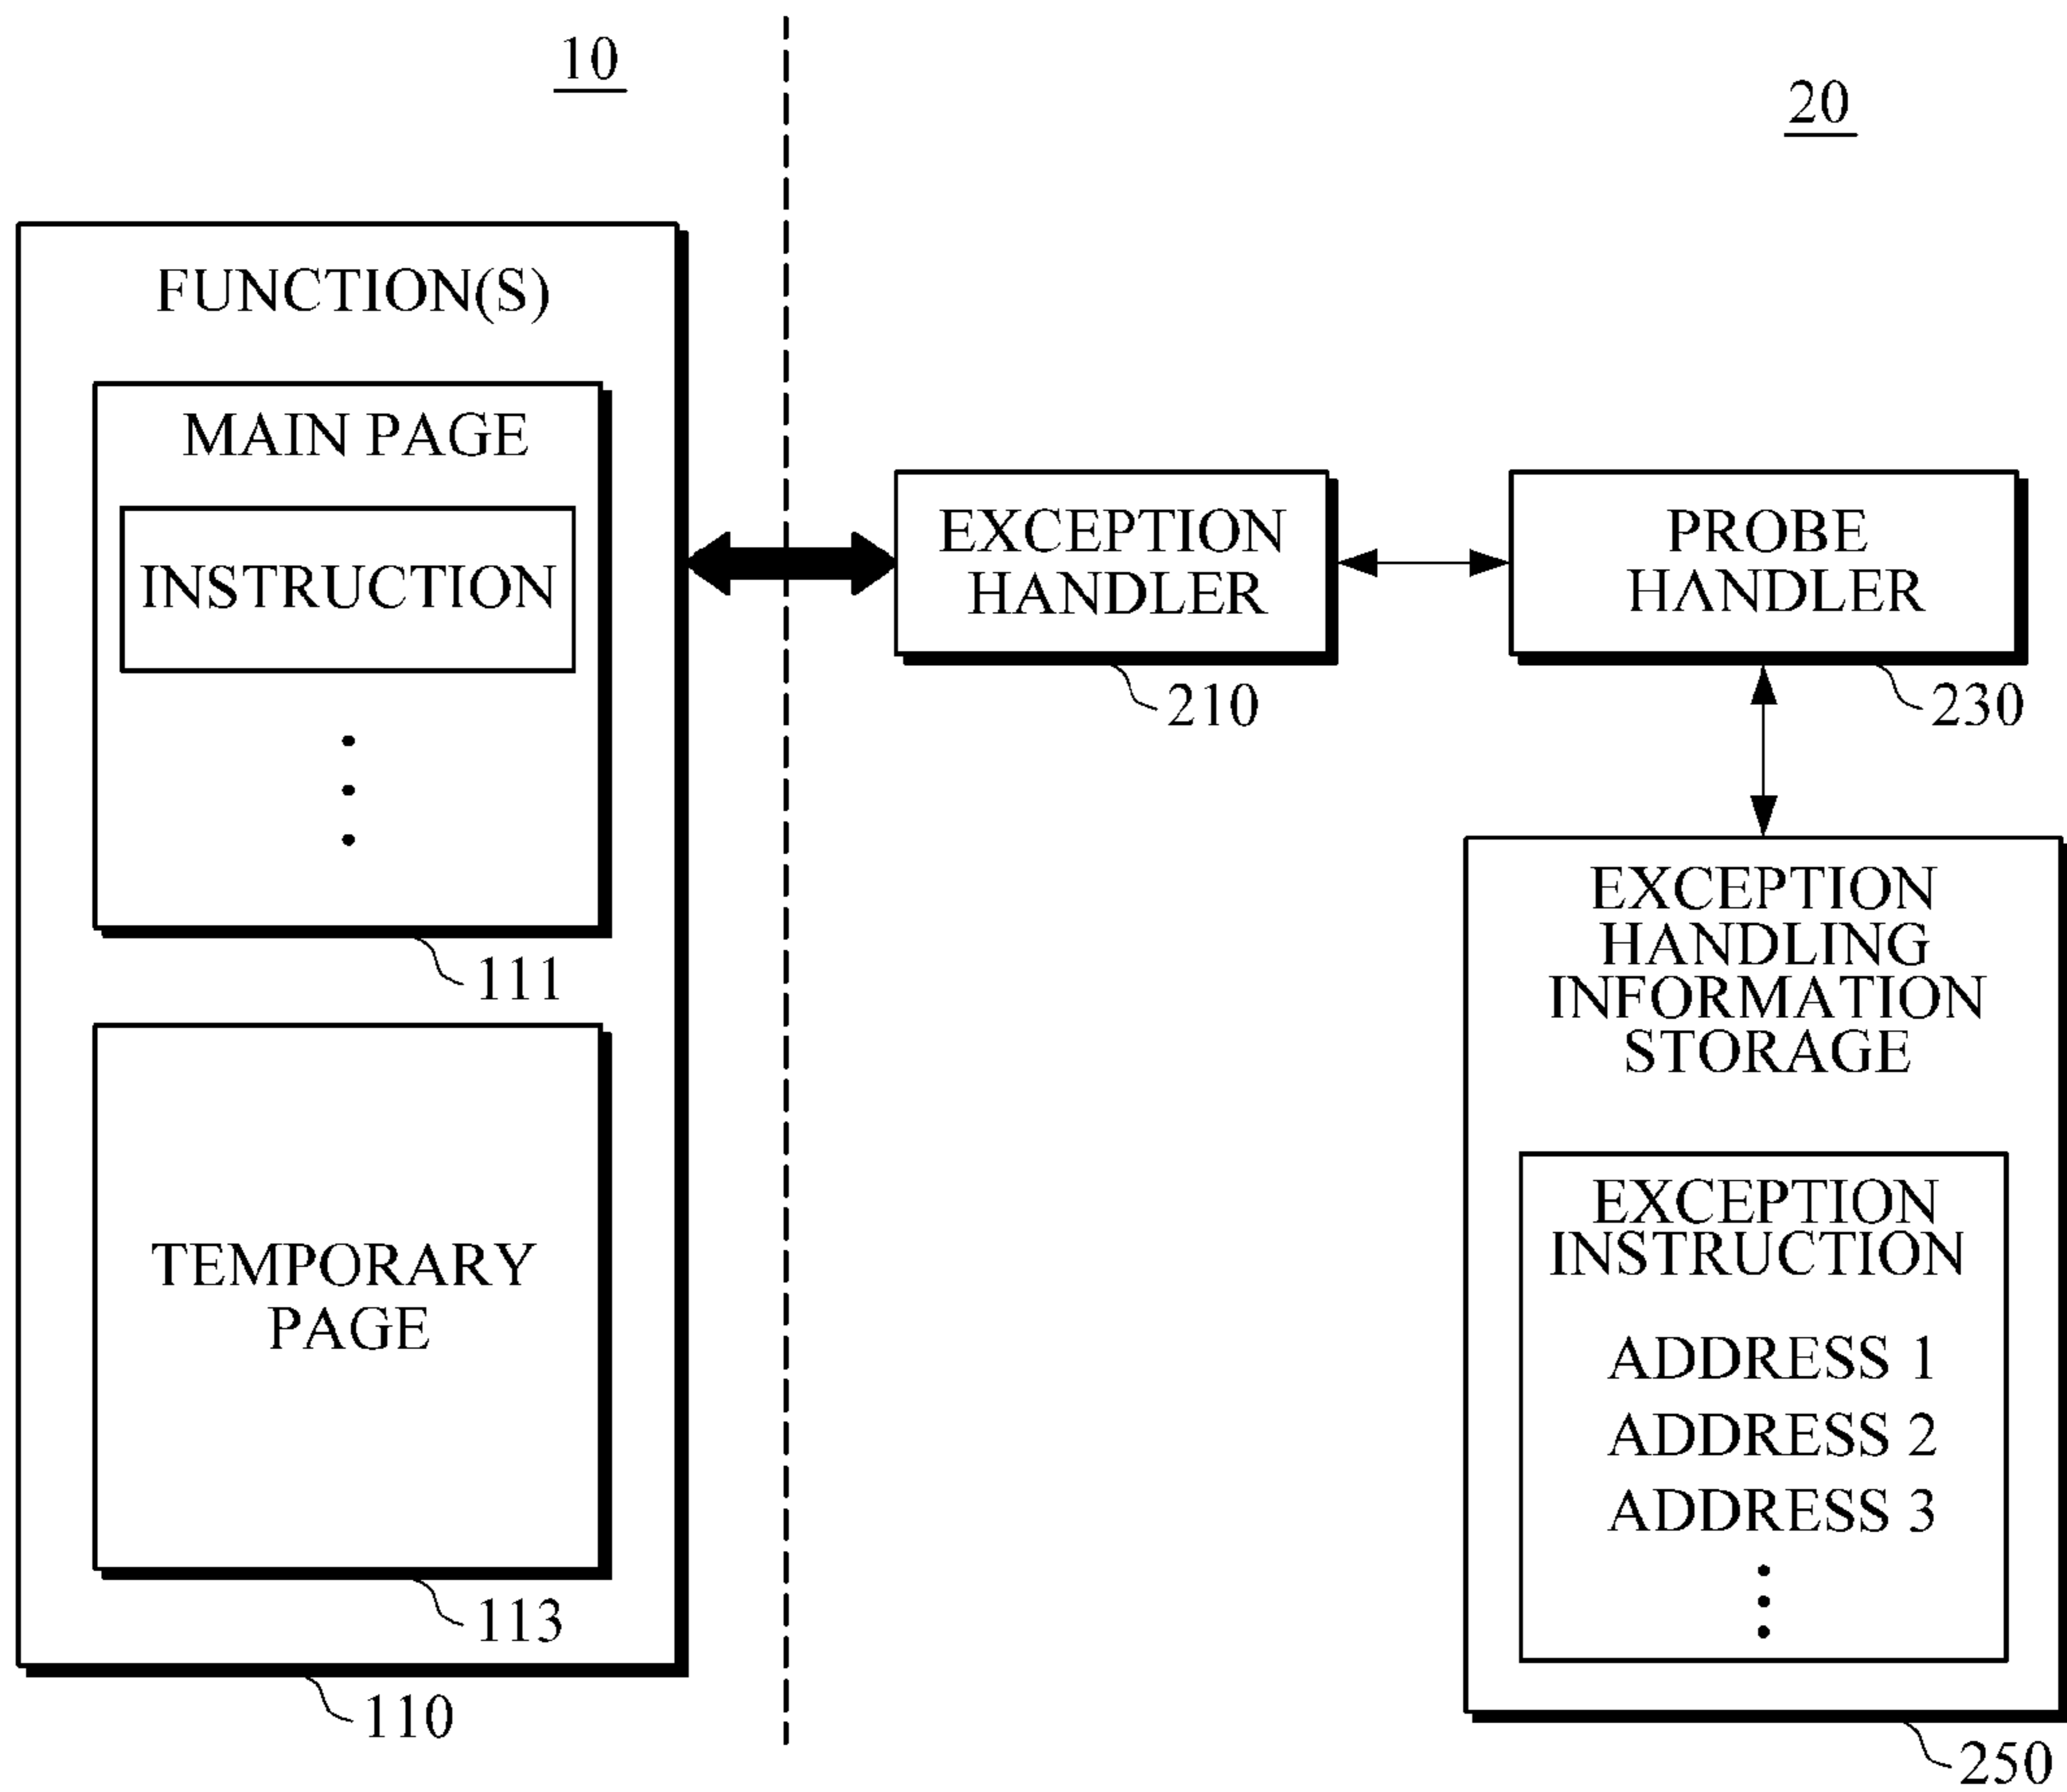 10
20
FUNCTION(S)
MAIN PAGE
INSTRUCTION
111
TEMPORARY
PAGE
113
110
EXCEPTION
HANDLER
210
PROBE
HANDLER
230
EXCEPTION
HANDLING
INFORMATION
STORAGE
EXCEPTION
INSTRUCTION
ADDRESS 1
ADDRESS 2
ADDRESS 3
250